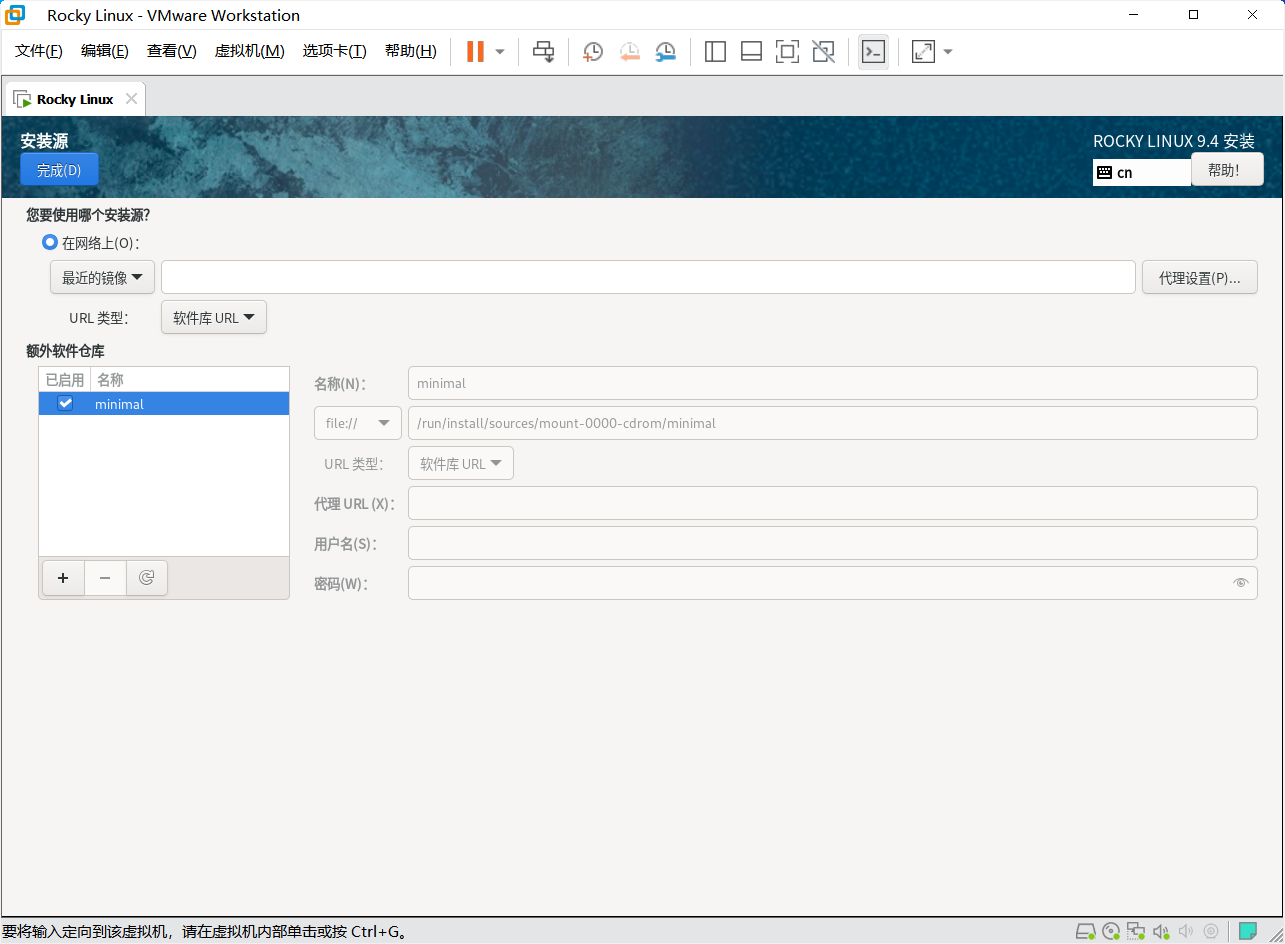 Rocky Linux - VMware Workstation
文件(F) 编辑(E) 查看(V) 虚拟机(M) 选项卡(T) 帮助(H)
Rocky Linux
安装源
ROCKY LINUX 9.4 安装
完成(D)
cn
帮助！
您要使用哪个安装源?
在网络上(O)：
最近的镜像
代理设置(P)...
URL 类型：
软件库 URL
额外软件仓库
已启用 名称
minimal
名称(N)：
minimal
file://
/run/install/sources/mount-0000-cdrom/minimal
URL 类型：
软件库 URL
代理 URL (X)：
用户名(S)：
密码(W)：
要将输入定向到该虚拟机，请在虚拟机内部单击或按 Ctrl+G。